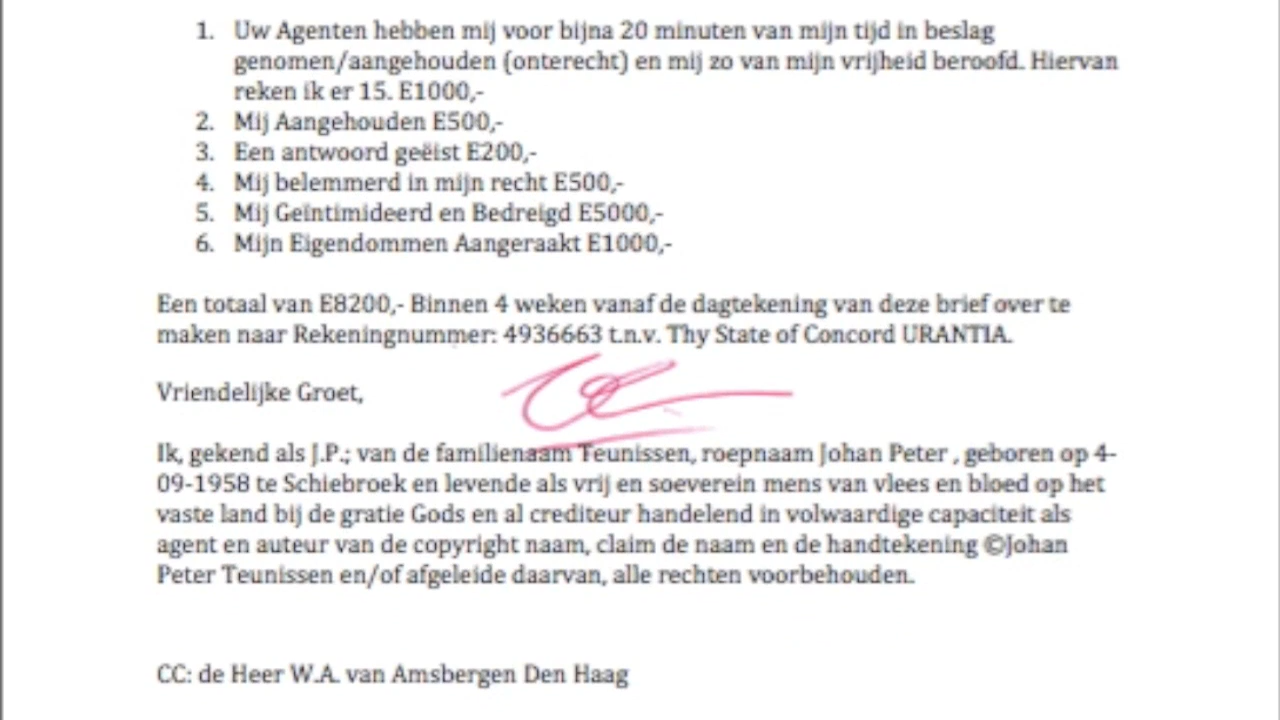 1. Uw Agenten hebben mij voor bijna 20 minuten van mijn tijd in beslag
genomen/aangehouden (onterecht) en mij zo van mijn vrijheid beroofd. Hiervan
reken ik er 15. E1000,-
2. Mij Aangehouden E500,-
3. Een antwoord geëist E200,-
4. Mij belemmerd in mijn recht E500,-
5. Mij Geïntimideerd en Bedreigd E5000,-
6. Mijn Eigendommen Aangeraakt E1000,-
Een totaal van E8200,- Binnen 4 weken vanaf de dagtekening van deze brief over te
maken naar Rekeningnummer: 4936663 t.n.v. Thy State of Concord URANTIA.
Vriendelijke Groet,
Ik, gekend als J.P.; van de familienaam Teunissen, roepnaam Johan Peter , geboren op 4-
09-1958 te Schiebroek en levende als vrij en soeverein mens van vlees en bloed op het
vaste land bij de gratie Gods en al crediteur handelend in volwaardige capaciteit als
agent en auteur van de copyright naam, claim de naam en de handtekening ©Johan
Peter Teunissen en/of afgeleide daarvan, alle rechten voorbehouden.
CC: de Heer W.A. van Amsbergen Den Haag